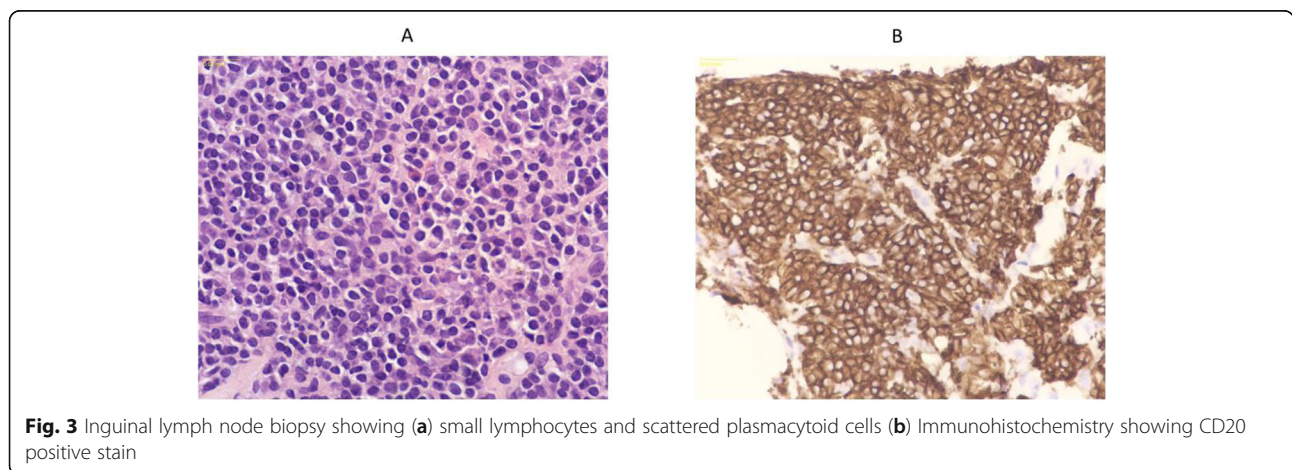 A
B
Fig. 3 Inguinal lymph node biopsy showing (a) small lymphocytes and scattered plasmacytoid cells (b) Immunohistochemistry showing CD20
positive stain